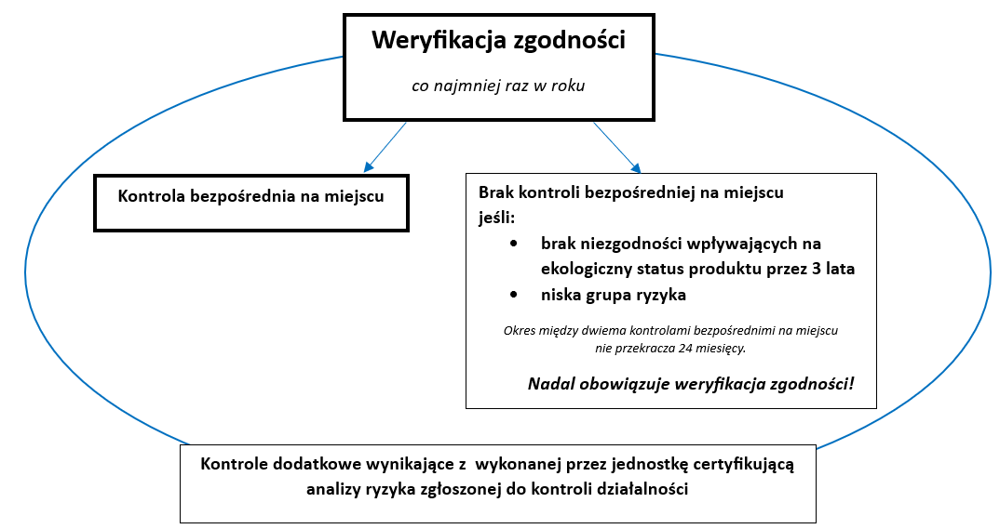 Weryfikacja zgodności
co najmniej raz w roku
Kontrola bezpośrednia na miejscu
Brak kontroli bezpośredniej na miejscu
jeśli:
• brak niezgodności wpływających na
ekologiczny status produktu przez 3 lata
• niska grupa ryzyka
Okres między dwiema kontrolami bezpośrednimi na miejscu
nie przekracza 24 miesięcy.
Nadal obowiązuje weryfikacja zgodności!
Kontrole dodatkowe wynikające z wykonanej przez jednostkę certyfikującą
analizy ryzyka zgłoszonej do kontroli działalności